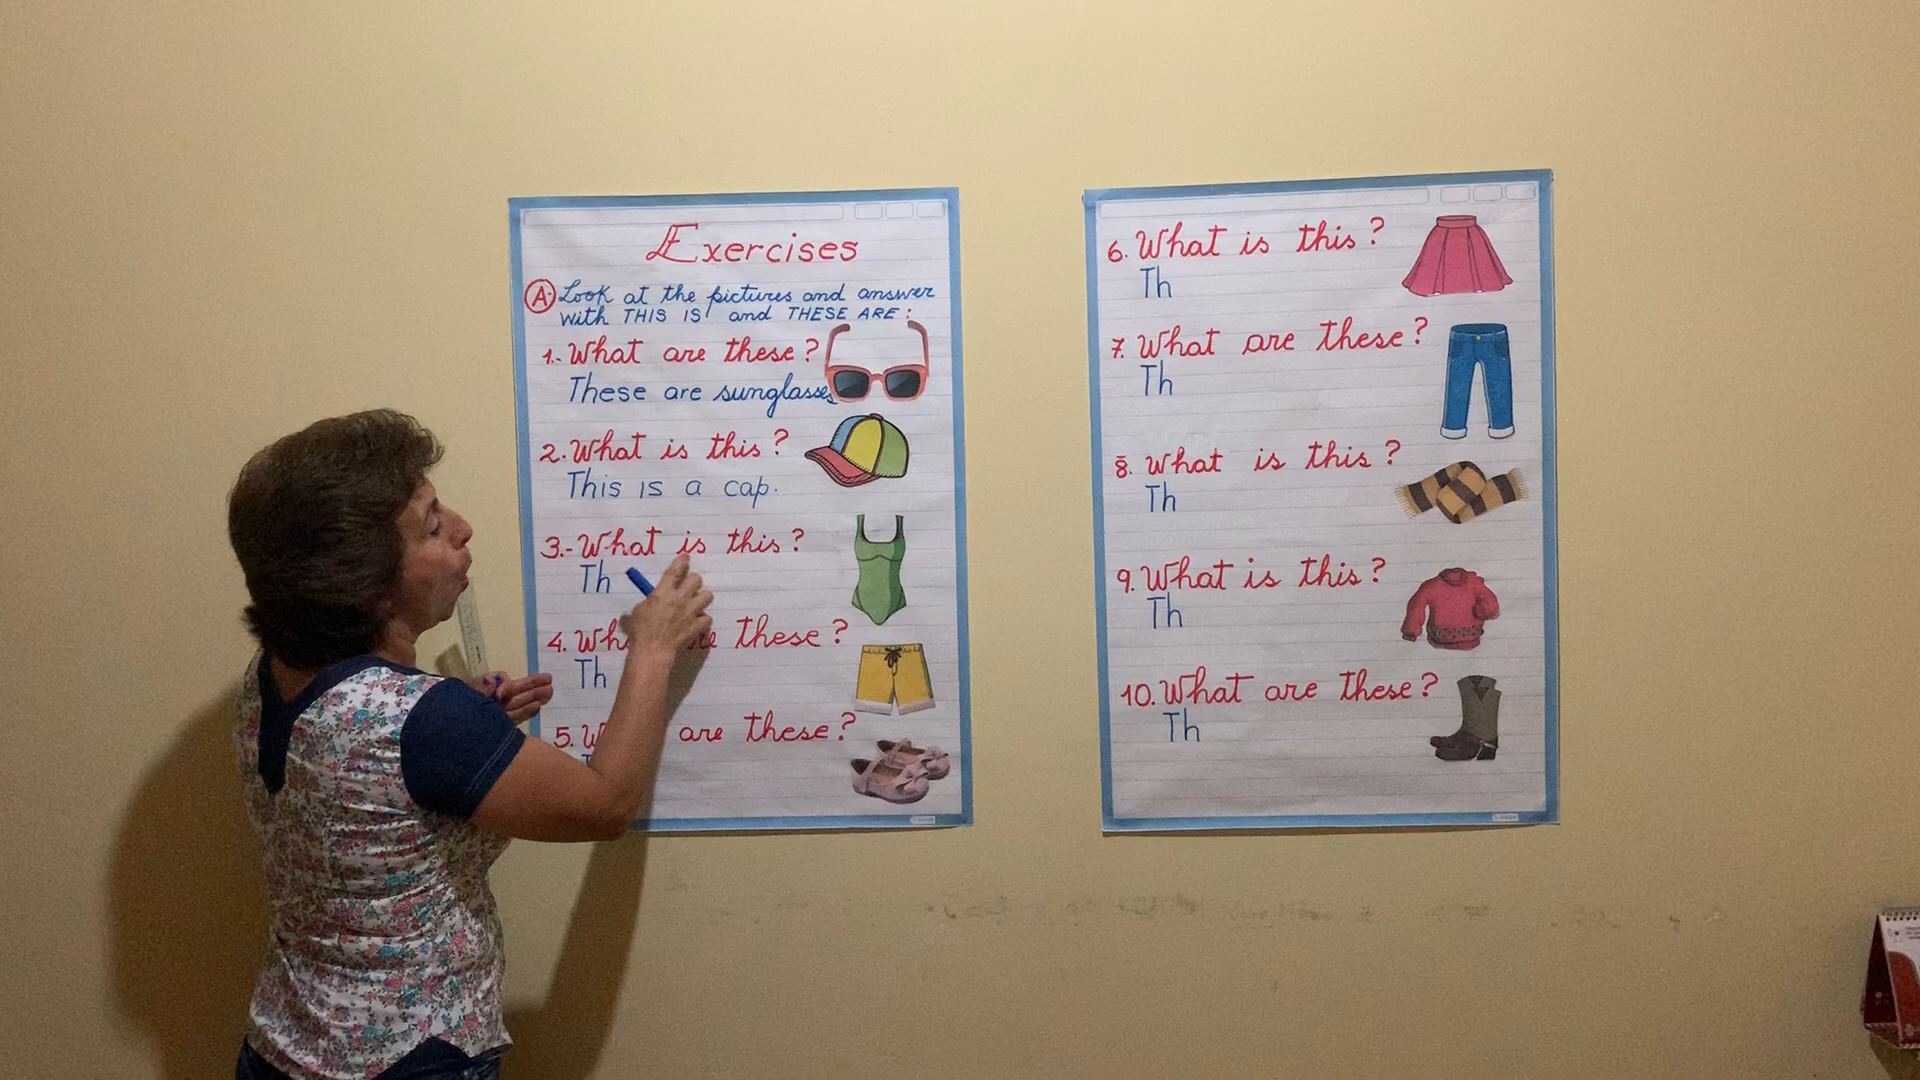 Exercises
A. Look at the pictures and answer
with THIS IS and THESE ARE:
1.- What are these?
These are sunglasses
2. What is this?
This is a cap.
3.- What is this?
Th
4. these?
Th
5. are these?
6. What is this?
Th
7. What are these?
Th
8. What is this?
Th
9. What is this?
Th
10. What are these?
Th